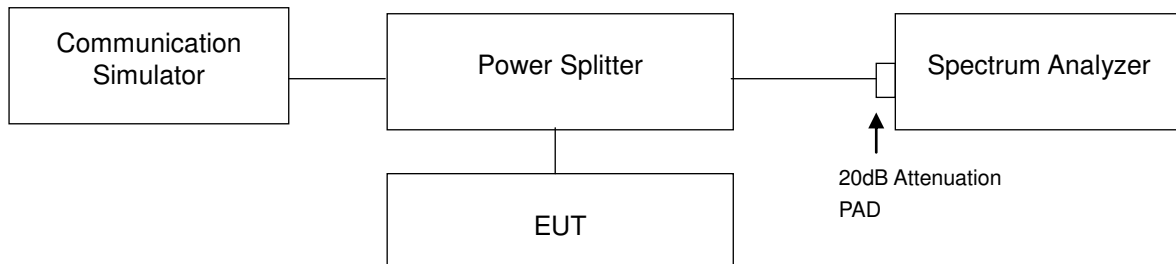 Communication
Simulator
Power Splitter
Spectrum Analyzer
20dB Attenuation
PAD
EUT